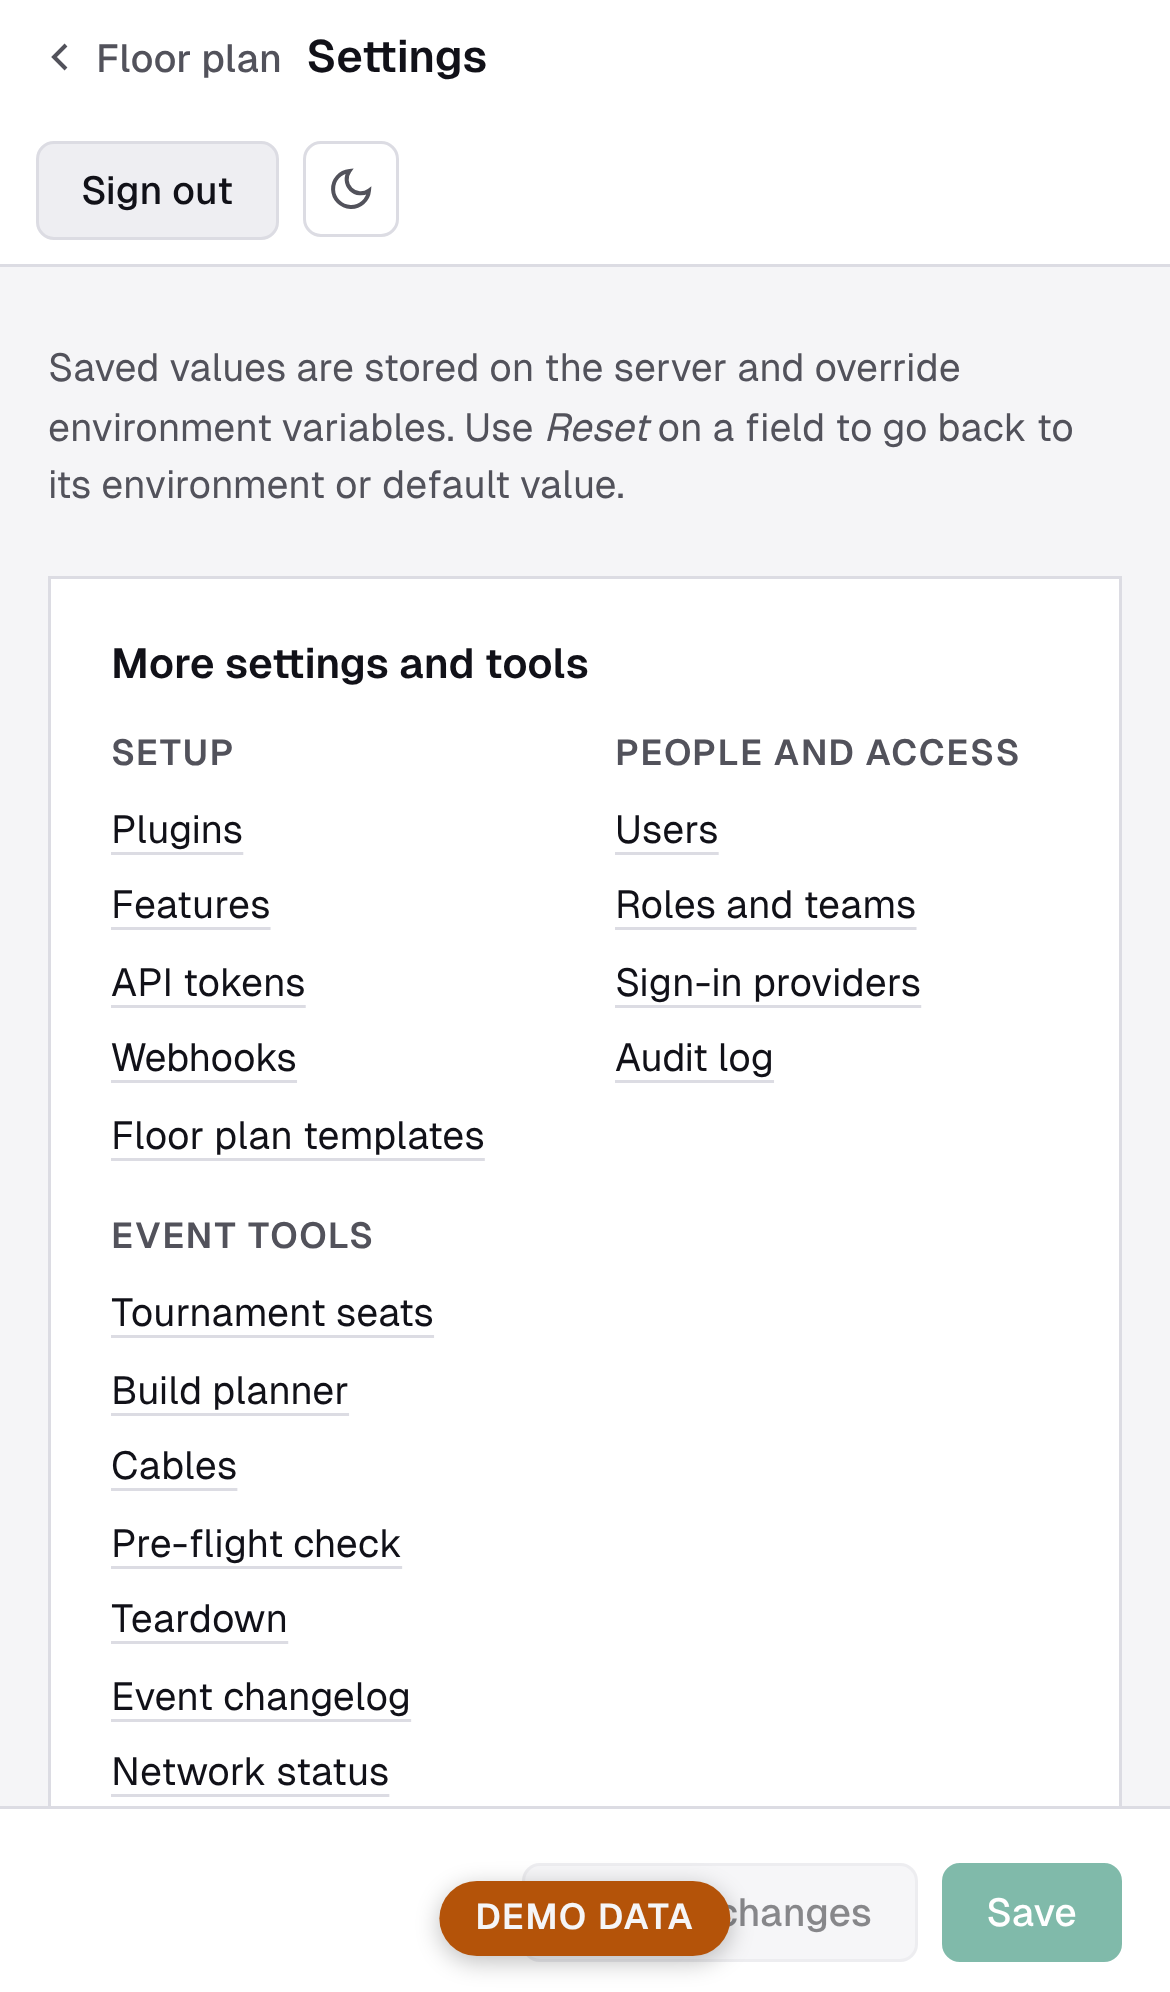 Floor plan Settings
Sign out
Saved values are stored on the server and override
environment variables. Use Reset on a field to go back to
its environment or default value.
More settings and tools
SETUP
Plugins
Features
API tokens
Webhooks
Floor plan templates
PEOPLE AND ACCESS
Users
Roles and teams
Sign-in providers
Audit log
EVENT TOOLS
Tournament seats
Build planner
Cables
Pre-flight check
Teardown
Event changelog
Network status
DEMO DATA
changes
Save